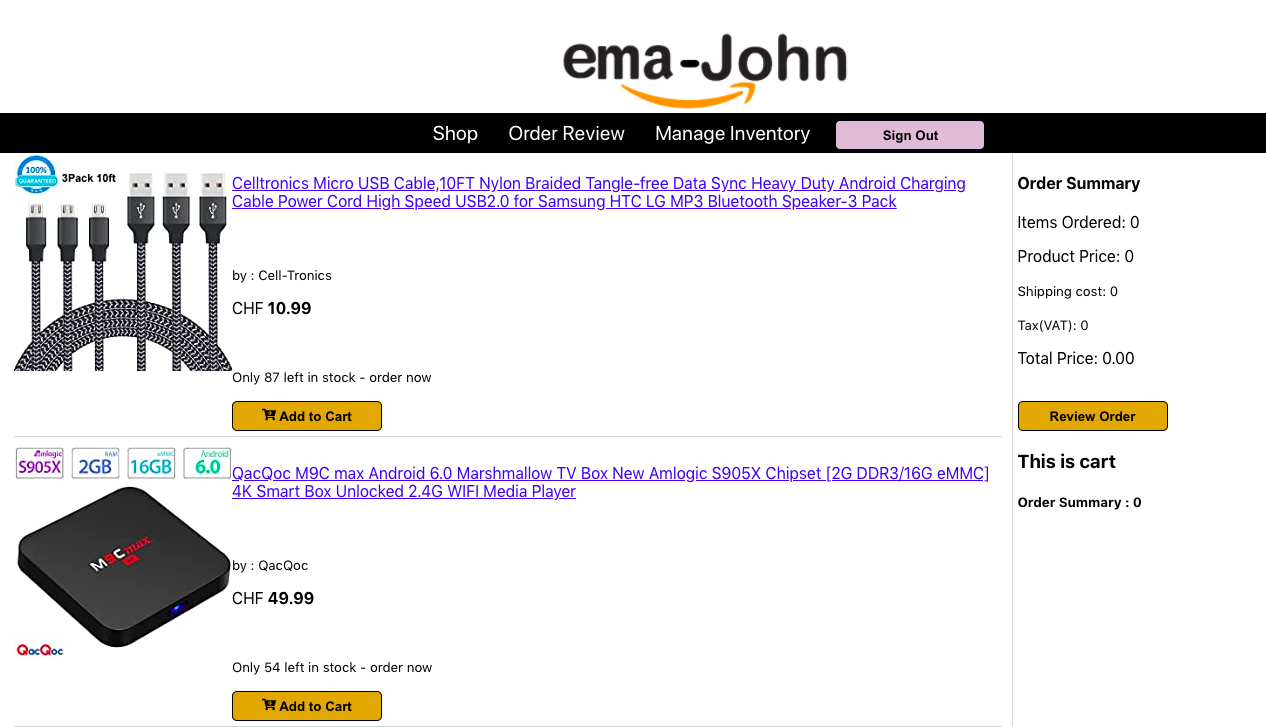 ema-John
Shop Order Review Manage Inventory Sign Out
100%
GUARANTEED
3Pack 10ft
Celltronics Micro USB Cable,10FT Nylon Braided Tangle-free Data Sync Heavy Duty Android Charging
Cable Power Cord High Speed USB2.0 for Samsung HTC LG MP3 Bluetooth Speaker-3 Pack
by : Cell-Tronics
CHF 10.99
Only 87 left in stock - order now
Add to Cart
Amlogic
S905X
RAM
2GB
eMMC
16GB
Android
6.0
M9C max
4K
QacQoc
QacQoc M9C max Android 6.0 Marshmallow TV Box New Amlogic S905X Chipset [2G DDR3/16G eMMC]
4K Smart Box Unlocked 2.4G WIFI Media Player
by : QacQoc
CHF 49.99
Only 54 left in stock - order now
Add to Cart
Order Summary
Items Ordered: 0
Product Price: 0
Shipping cost: 0
Tax(VAT): 0
Total Price: 0.00
Review Order
This is cart
Order Summary : 0